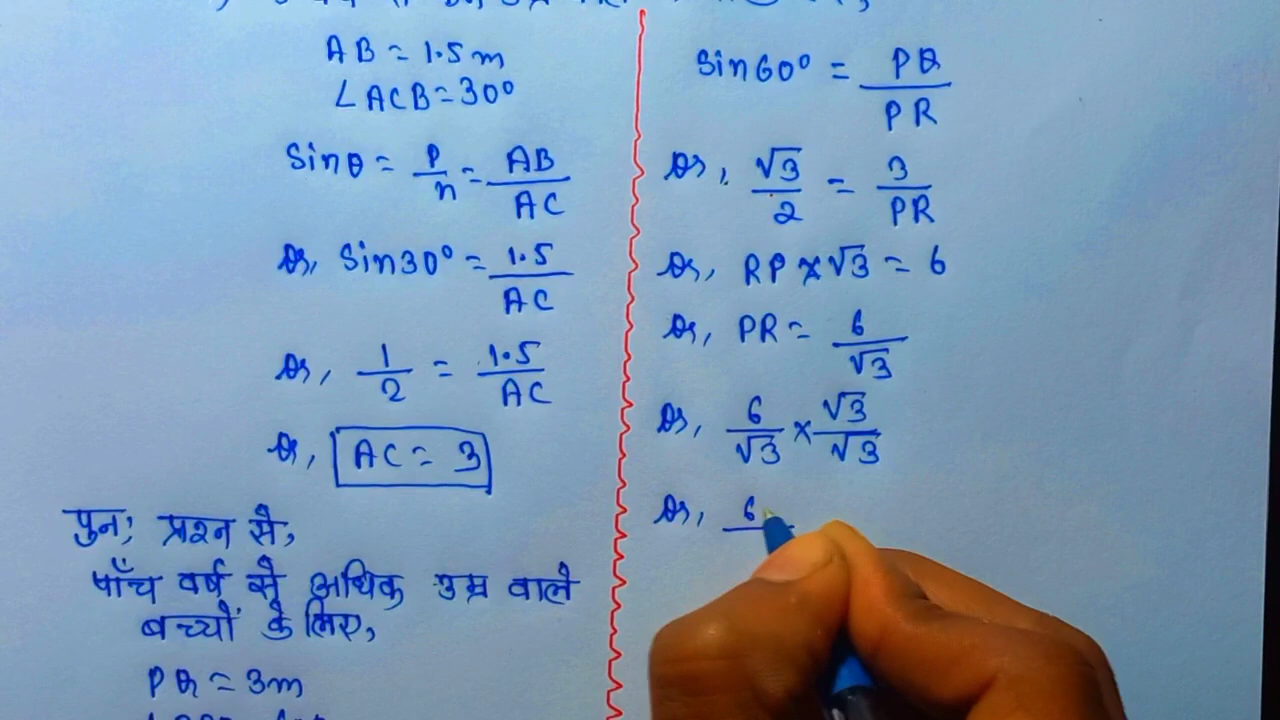 AB = 1.5m
∠ACB = 30°
Sinθ = P/h = AB/AC
Or, Sin30° = 1.5/AC
Or, 1/2 = 1.5/AC
Or, AC = 3
पुनः प्रश्न से,
पाँच वर्ष से अधिक उम्र वाले
बच्चों के लिए,
PQ = 3m
Sin60° = PQ/PR
Or, √3/2 = 3/PR
Or, RP × √3 = 6
Or, PR = 6/√3
Or, 6/√3 × √3/√3
Or, 6